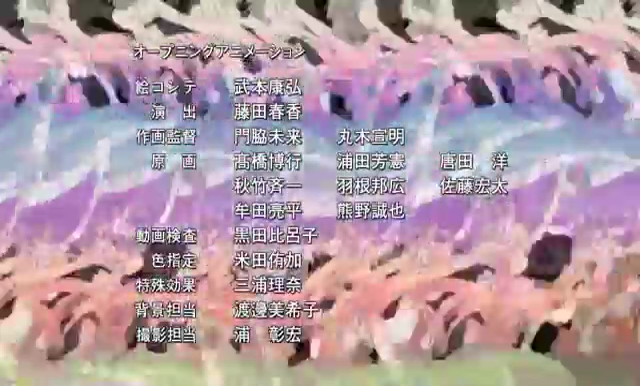 オープニングアニメーション
絵コンテ 武本康弘
演 出 藤田春香
作画監督 門脇未来 丸木宣明
原 画 髙橋博行 浦田芳憲 唐田 洋
秋竹斉一 羽根邦広 佐藤宏太
牟田亮平 熊野誠也
動画検査 黒田比呂子
色指定 米田侑加
特殊効果 三浦理奈
背景担当 渡邊美希子
撮影担当 浦 彰宏